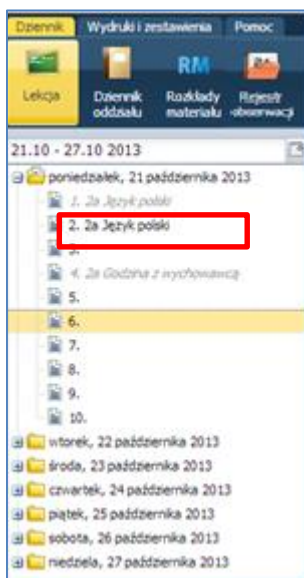 Dziennik Wydruki i zestawienia Pomoc
RM
Lekcja Dziennik oddziału Rozkłady materiału Rejestr obserwacji
21.10 - 27.10 2013
poniedziałek, 21 października 2013
1. 2a Język polski
2. 2a Język polski
3.
4. 2a Godzina z wychowawcą
5.
6.
7.
8.
9.
10.
wtorek, 22 października 2013
środa, 23 października 2013
czwartek, 24 października 2013
piątek, 25 października 2013
sobota, 26 października 2013
niedziela, 27 października 2013